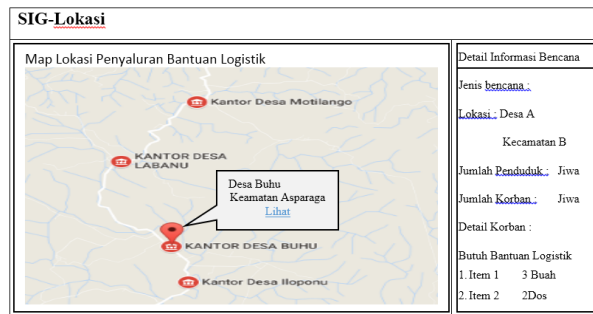 SIG-Lokasi
Map Lokasi Penyaluran Bantuan Logistik
Kantor Desa Motilango
KANTOR DESA
LABANU
Desa Buhu
Keamatan Asparaga
Lihat
KANTOR DESA BUHU
Kantor Desa Iloponu
Detail Informasi Bencana
Jenis bencana :
Lokasi : Desa A
Kecamatan B
Jumlah Penduduk : Jiwa
Jumlah Korban : Jiwa
Detail Korban :
Butuh Bantuan Logistik
1. Item 1 3 Buah
2. Item 2 2Dos